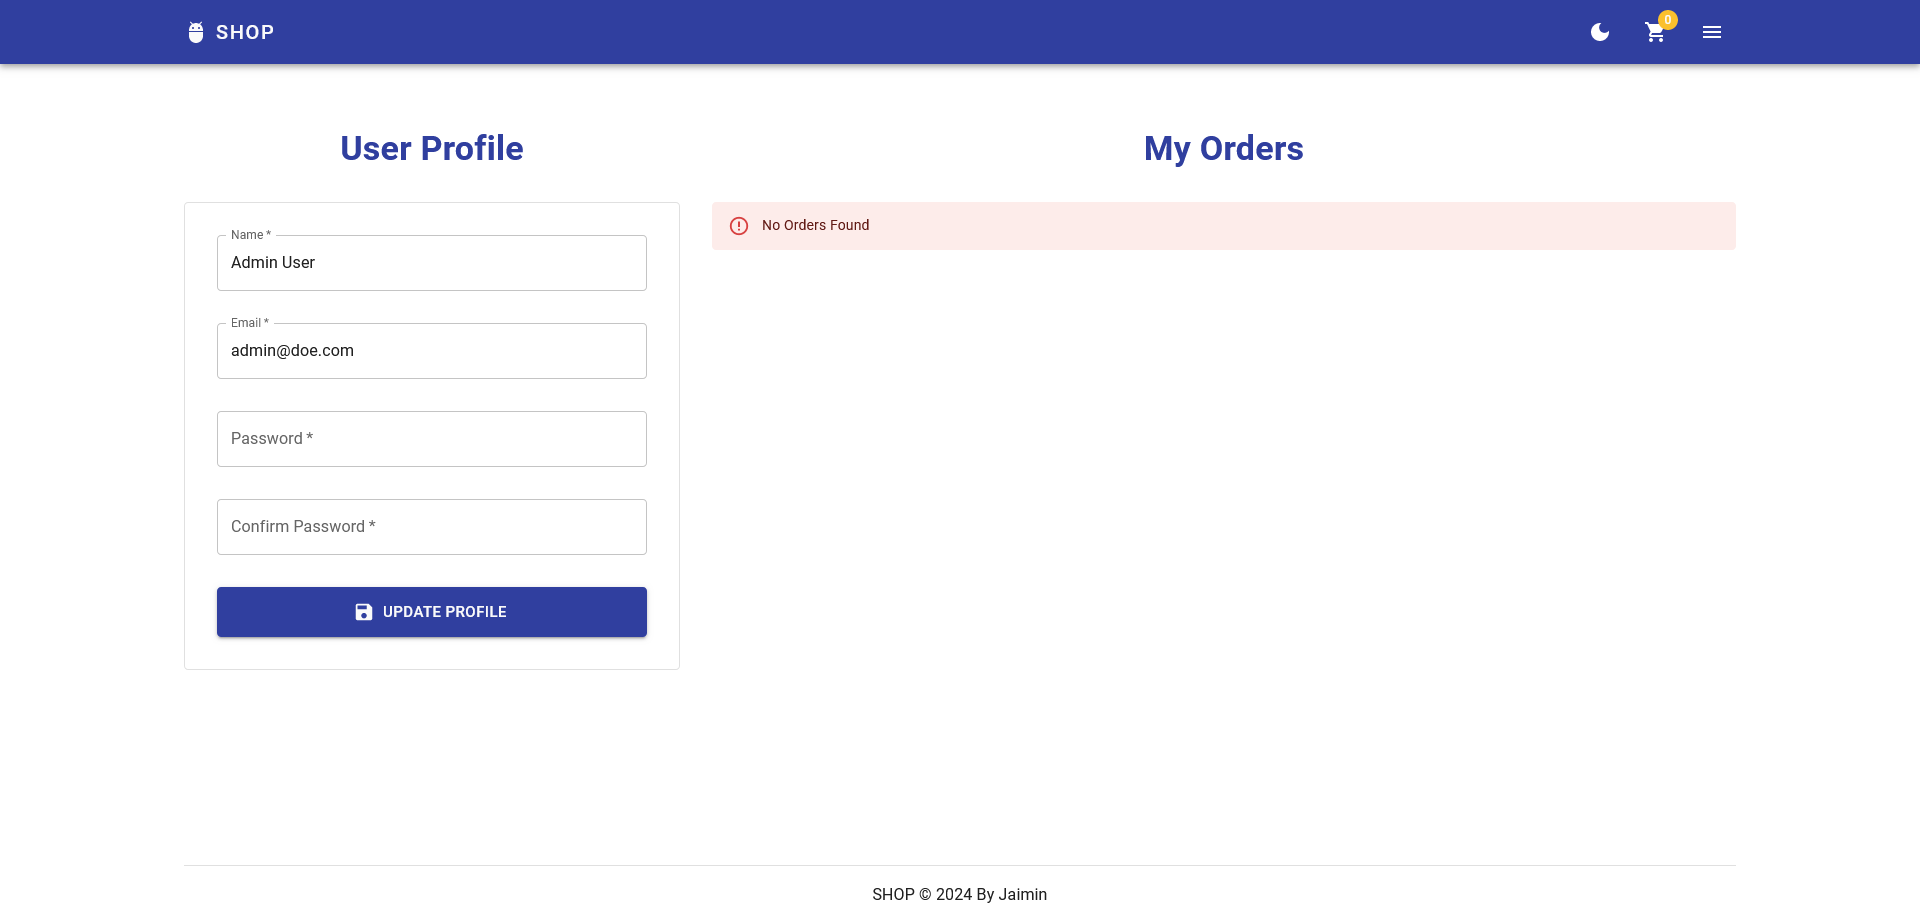 SHOP
0
User Profile
Name *
Admin User
Email *
admin@doe.com
Password *
Confirm Password *
UPDATE PROFILE
My Orders
No Orders Found
SHOP © 2024 By Jaimin